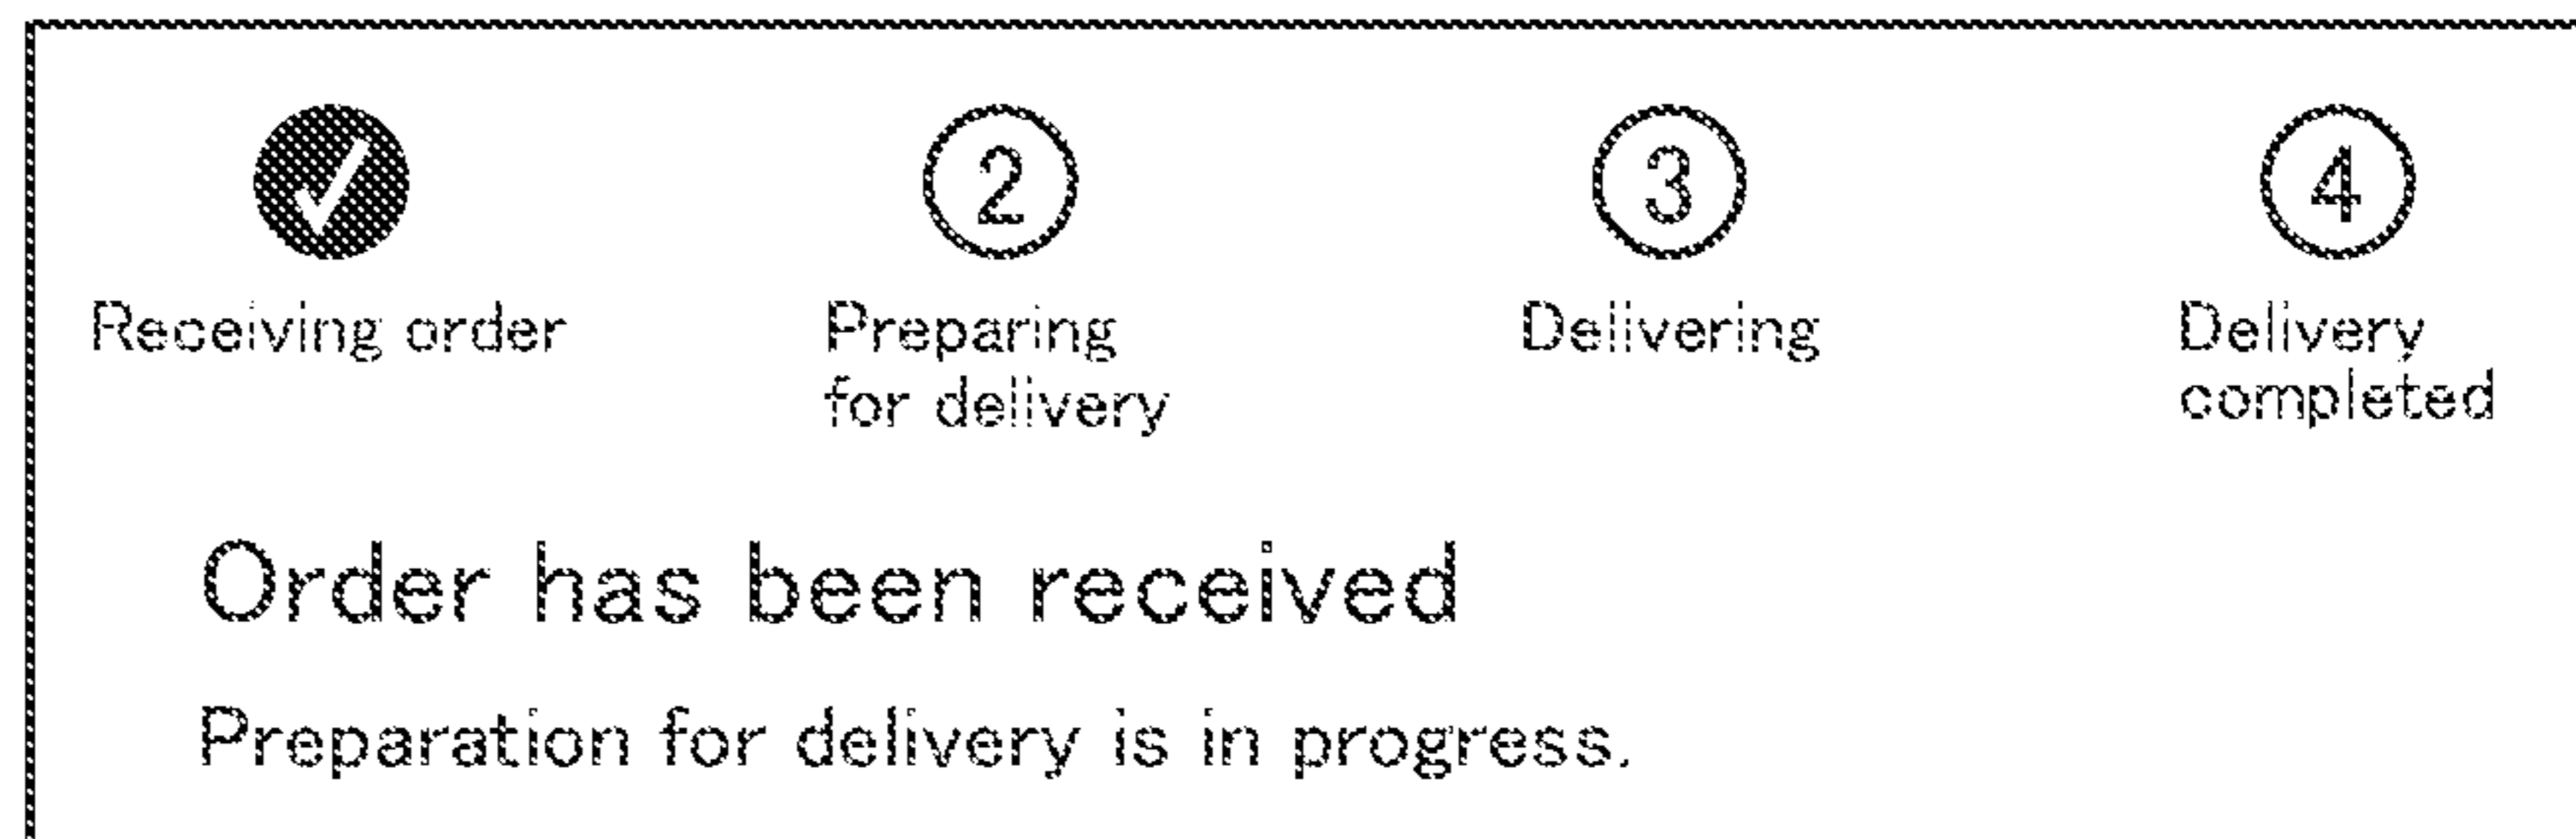 2 3 4
Receiving order Preparing for delivery Delivering Delivery completed
Order has been received
Preparation for delivery is in progress.